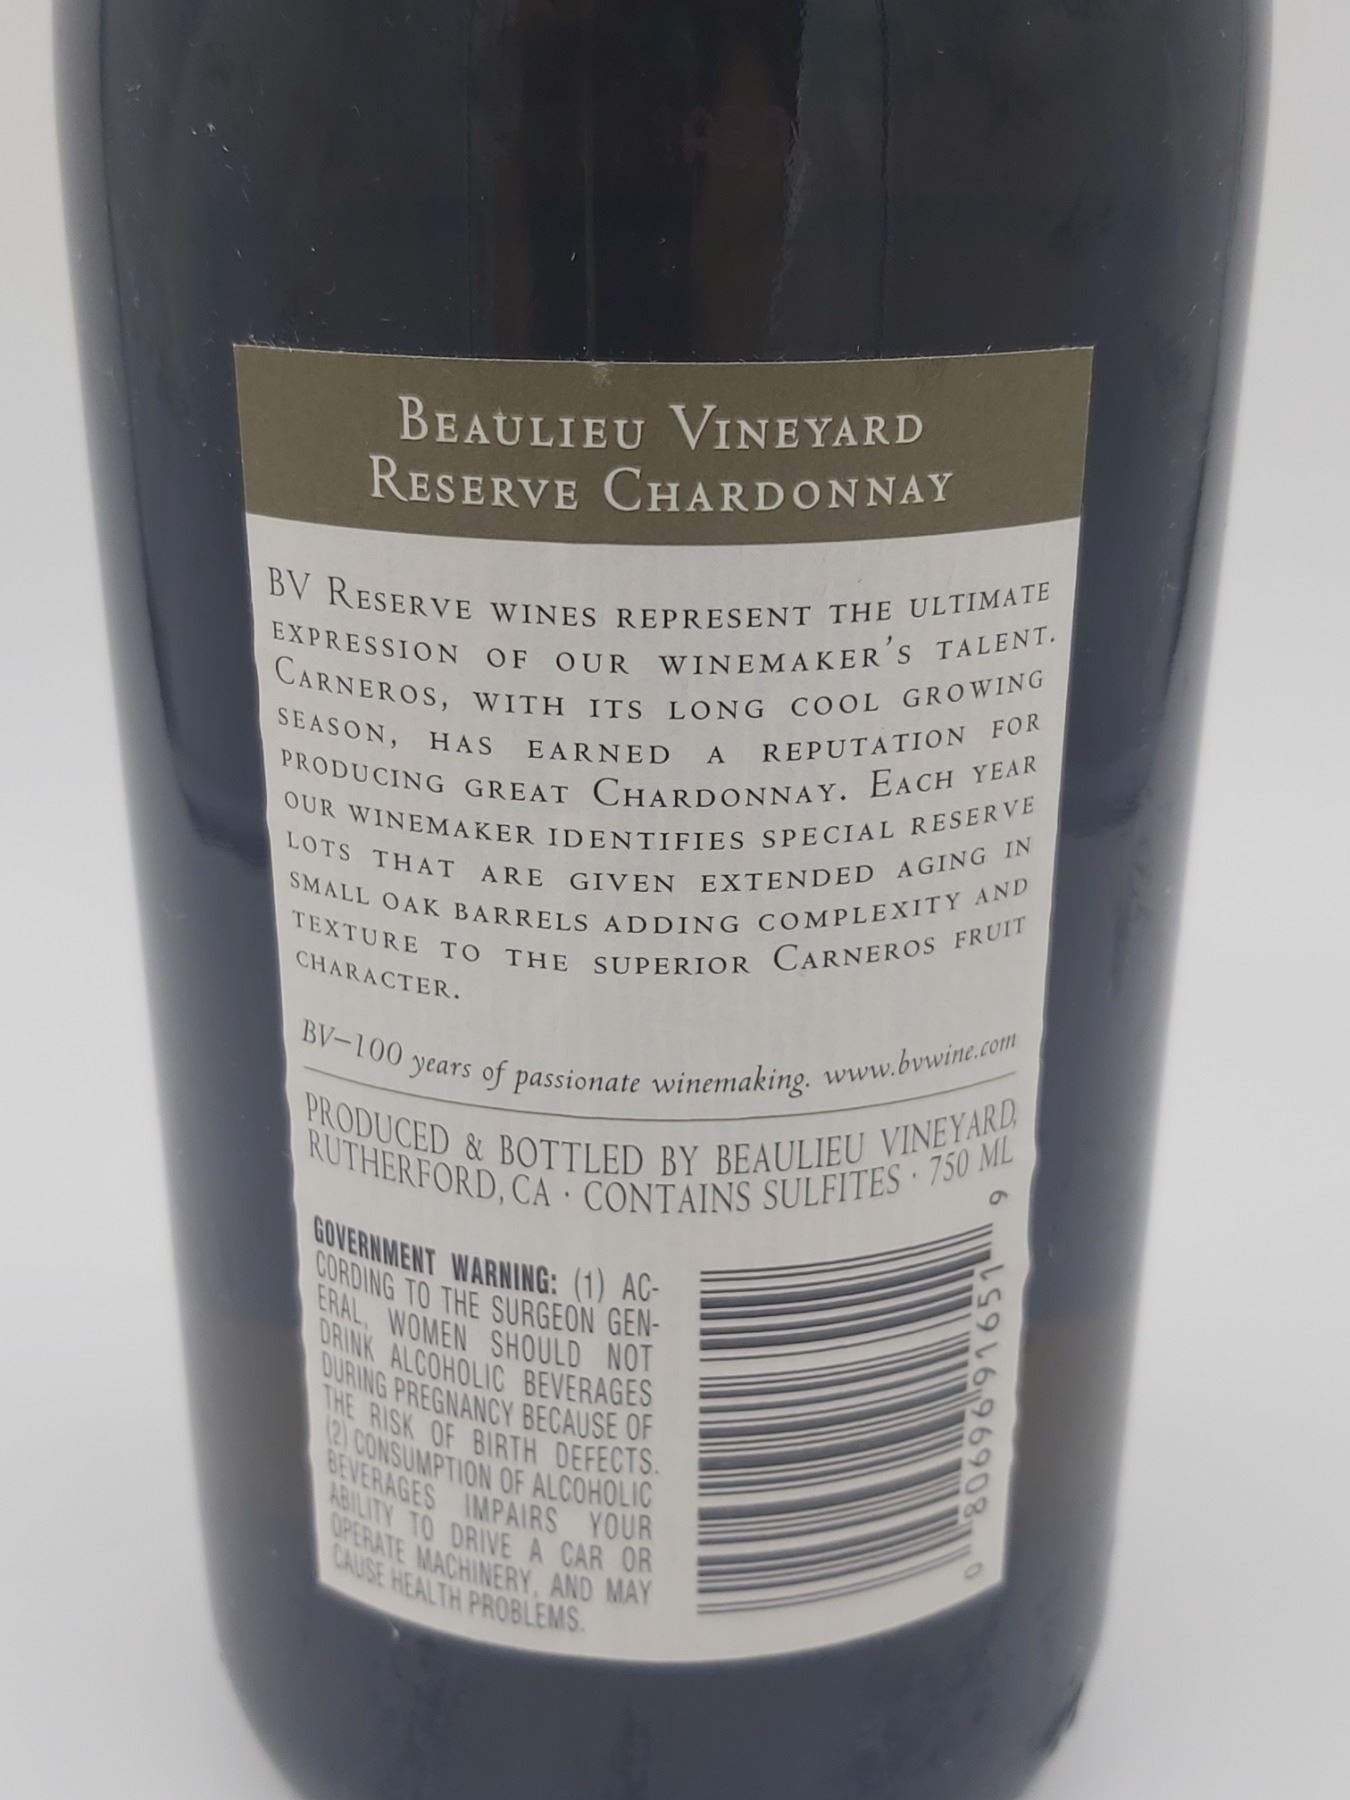 BEAULIEU VINEYARD
RESERVE CHARDONNAY
BV RESERVE WINES REPRESENT THE ULTIMATE
EXPRESSION OF OUR WINEMAKER'S TALENT.
CARNEROS, WITH ITS LONG COOL GROWING
SEASON, HAS EARNED A REPUTATION FOR
PRODUCING GREAT CHARDONNAY. EACH YEAR
OUR WINEMAKER IDENTIFIES SPECIAL RESERVE
LOTS THAT ARE GIVEN EXTENDED AGING IN
SMALL OAK BARRELS ADDING COMPLEXITY AND
TEXTURE TO THE SUPERIOR CARNEROS FRUIT
CHARACTER.
BV–100 years of passionate winemaking. www.bvwine.com
PRODUCED & BOTTLED BY BEAULIEU VINEYARD,
RUTHERFORD, CA · CONTAINS SULFITES · 750 ML
GOVERNMENT WARNING: (1) AC-
CORDING TO THE SURGEON GEN-
ERAL, WOMEN SHOULD NOT
DRINK ALCOHOLIC BEVERAGES
DURING PREGNANCY BECAUSE OF
THE RISK OF BIRTH DEFECTS.
(2) CONSUMPTION OF ALCOHOLIC
BEVERAGES IMPAIRS YOUR
ABILITY TO DRIVE A CAR OR
OPERATE MACHINERY, AND MAY
CAUSE HEALTH PROBLEMS.
0 80696 91651 9